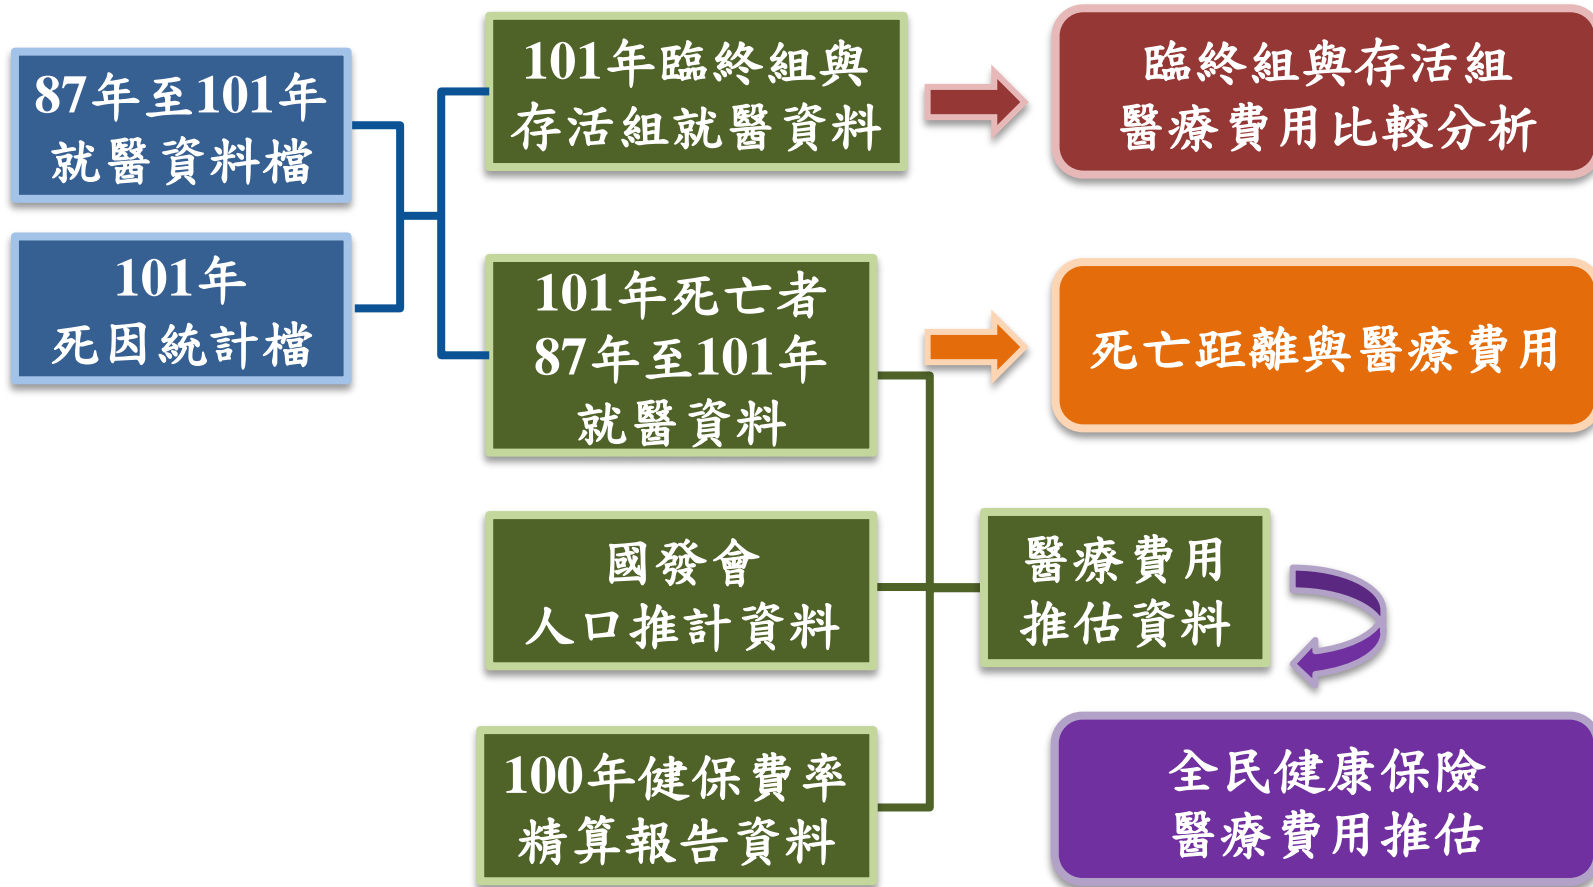 87年至101年
就醫資料檔
101年
死因統計檔
101年臨終組與
存活組就醫資料
臨終組與存活組
醫療費用比較分析
101年死亡者
87年至101年
就醫資料
死亡距離與醫療費用
國發會
人口推計資料
醫療費用
推估資料
100年健保費率
精算報告資料
全民健康保險
醫療費用推估